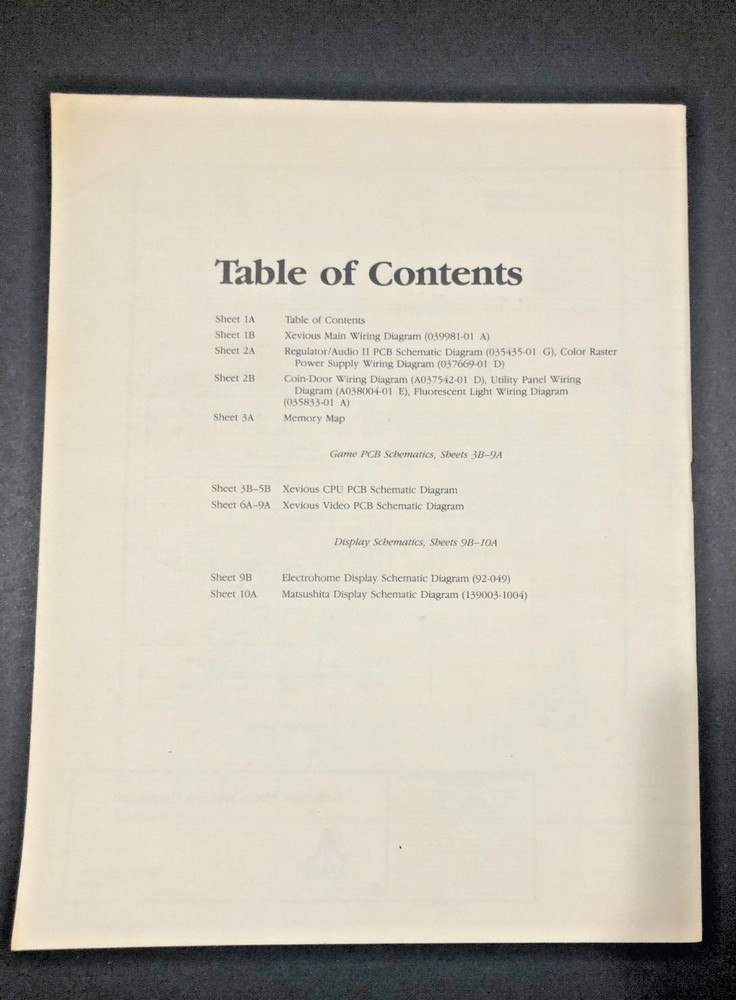 Table of Contents
Sheet 1A Table of Contents
Sheet 1B Xevious Main Wiring Diagram (039981-01 A)
Sheet 2A Regulator/Audio II PCB Schematic Diagram (035435-01 G), Color Raster
Power Supply Wiring Diagram (037669-01 D)
Sheet 2B Coin-Door Wiring Diagram (A037542-01 D), Utility Panel Wiring
Diagram (A038004-01 E), Fluorescent Light Wiring Diagram
(035833-01 A)
Sheet 3A Memory Map
Game PCB Schematics, Sheets 3B–9A
Sheet 3B–5B Xevious CPU PCB Schematic Diagram
Sheet 6A–9A Xevious Video PCB Schematic Diagram
Display Schematics, Sheets 9B–10A
Sheet 9B Electrohome Display Schematic Diagram (92-049)
Sheet 10A Matsushita Display Schematic Diagram (139003-1004)